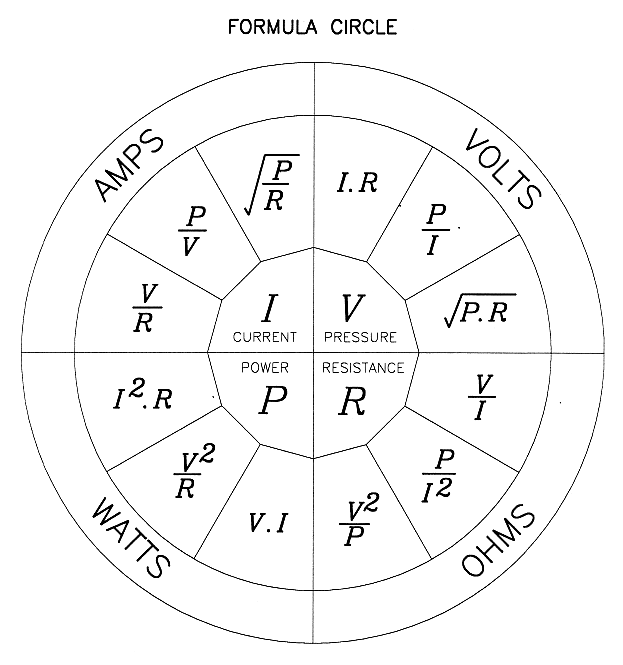 FORMULA CIRCLE
AMPS
VOLTS
√(P/R)
I.R
P/V
P/I
V/R
√(P.R)
I
CURRENT
V
PRESSURE
POWER
P
RESISTANCE
R
I².R
V/I
V²/R
P/I²
V.I
V²/P
WATTS
OHMS